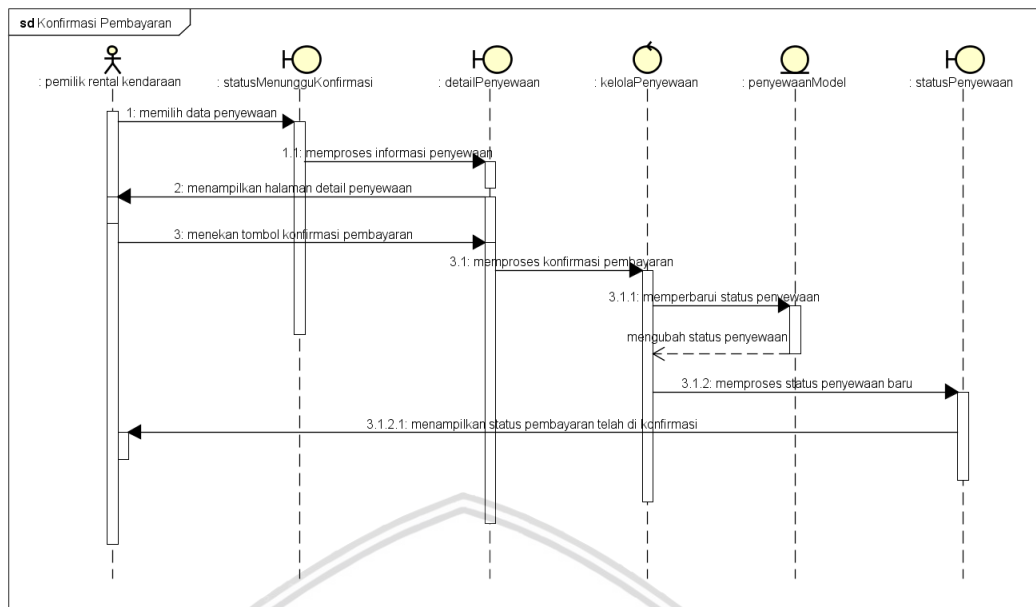 sd Konfirmasi Pembayaran
: pemilik rental kendaraan
: statusMenungguKonfirmasi
: detailPenyewaan
: kelolaPenyewaan
: penyewaanModel
: statusPenyewaan
1: memilih data penyewaan
1.1: memproses informasi penyewaan
2: menampilkan halaman detail penyewaan
3: menekan tombol konfirmasi pembayaran
3.1: memproses konfirmasi pembayaran
3.1.1: memperbarui status penyewaan
mengubah status penyewaan
3.1.2: memproses status penyewaan baru
3.1.2.1: menampilkan status pembayaran telah di konfirmasi